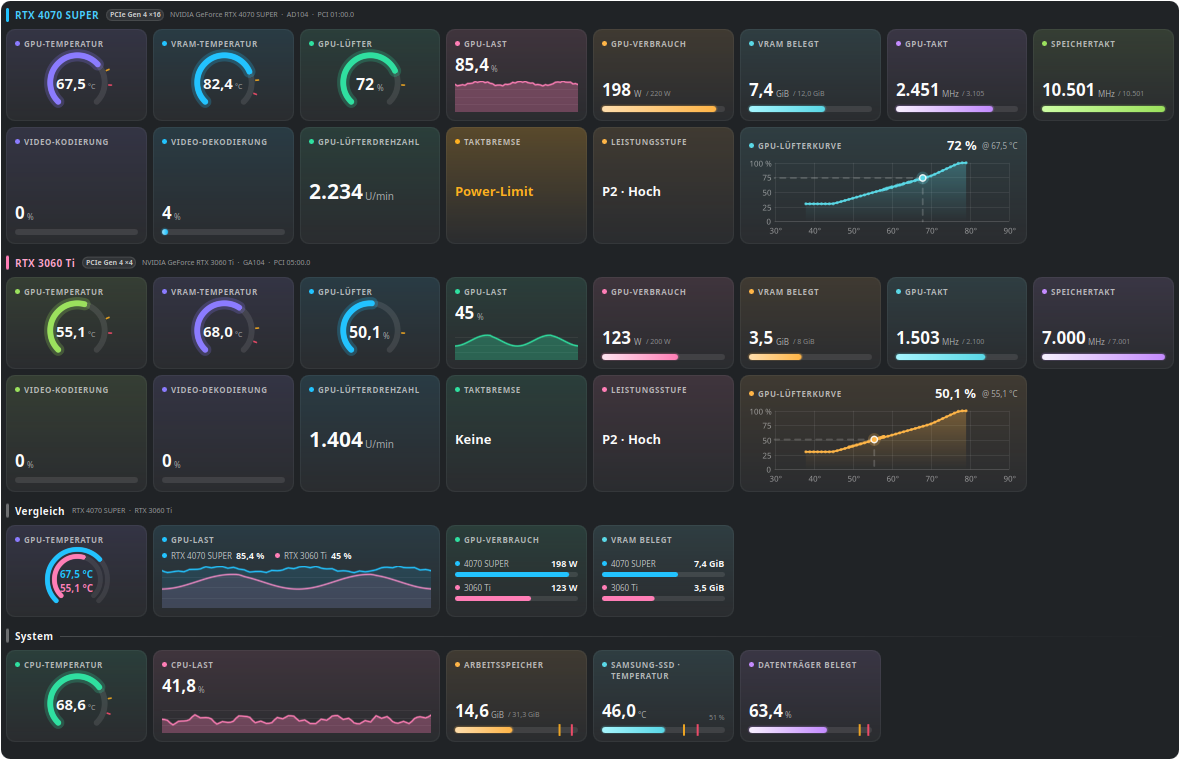 RTX 4070 SUPER PCIe Gen 4 ×16 NVIDIA GeForce RTX 4070 SUPER · AD104 · PCI 01:00.0
GPU-TEMPERATUR
67,5 °C
VRAM-TEMPERATUR
82,4 °C
GPU-LÜFTER
72 %
GPU-LAST
85,4 %
GPU-VERBRAUCH
198 W / 220 W
VRAM BELEGT
7,4 GiB / 12,0 GiB
GPU-TAKT
2.451 MHz / 3.105
SPEICHERTAKT
10.501 MHz / 10.501
VIDEO-KODIERUNG
0 %
VIDEO-DEKODIERUNG
4 %
GPU-LÜFTERDREHZAHL
2.234 U/min
TAKTBREMSE
Power-Limit
LEISTUNGSSTUFE
P2 · Hoch
GPU-LÜFTERKURVE 72 % @ 67,5 °C
100 %
75
50
25
0
30° 40° 50° 60° 70° 80° 90°
RTX 3060 Ti PCIe Gen 4 ×4 NVIDIA GeForce RTX 3060 Ti · GA104 · PCI 05:00.0
GPU-TEMPERATUR
55,1 °C
VRAM-TEMPERATUR
68,0 °C
GPU-LÜFTER
50,1 %
GPU-LAST
45 %
GPU-VERBRAUCH
123 W / 200 W
VRAM BELEGT
3,5 GiB / 8 GiB
GPU-TAKT
1.503 MHz / 2.100
SPEICHERTAKT
7.000 MHz / 7.001
VIDEO-KODIERUNG
0 %
VIDEO-DEKODIERUNG
0 %
GPU-LÜFTERDREHZAHL
1.404 U/min
TAKTBREMSE
Keine
LEISTUNGSSTUFE
P2 · Hoch
GPU-LÜFTERKURVE 50,1 % @ 55,1 °C
100 %
75
50
25
0
30° 40° 50° 60° 70° 80° 90°
Vergleich RTX 4070 SUPER · RTX 3060 Ti
GPU-TEMPERATUR
67,5 °C
55,1 °C
GPU-LAST
RTX 4070 SUPER 85,4 % RTX 3060 Ti 45 %
GPU-VERBRAUCH
4070 SUPER 198 W
3060 Ti 123 W
VRAM BELEGT
4070 SUPER 7,4 GiB
3060 Ti 3,5 GiB
System
CPU-TEMPERATUR
68,6 °C
CPU-LAST
41,8 %
ARBEITSSPEICHER
14,6 GiB / 31,3 GiB
SAMSUNG-SSD ·
TEMPERATUR
46,0 °C 51 %
DATENTRÄGER BELEGT
63,4 %